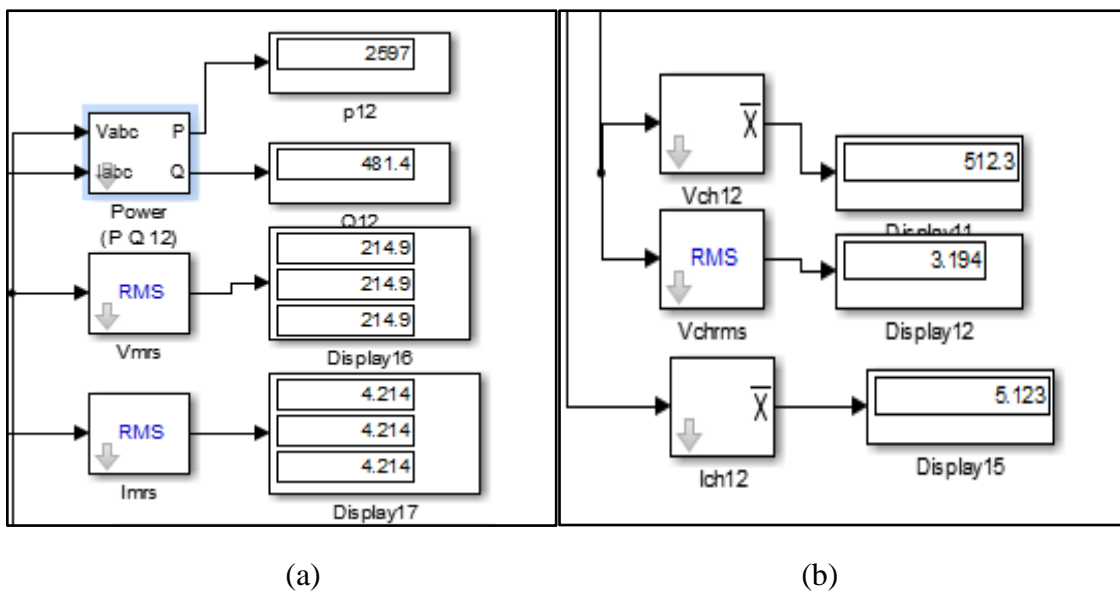 2597
p12
Vabc P
Iabc Q
Power
(P Q 12)
481.4
Q12
214.9
214.9
214.9
Display16
RMS
Vmrs
4.214
4.214
4.214
Display17
RMS
Imrs
(a)
X
Vch12
512.3
Display11
RMS
Vchrms
3.194
Display12
X
Ich12
5.123
Display15
(b)